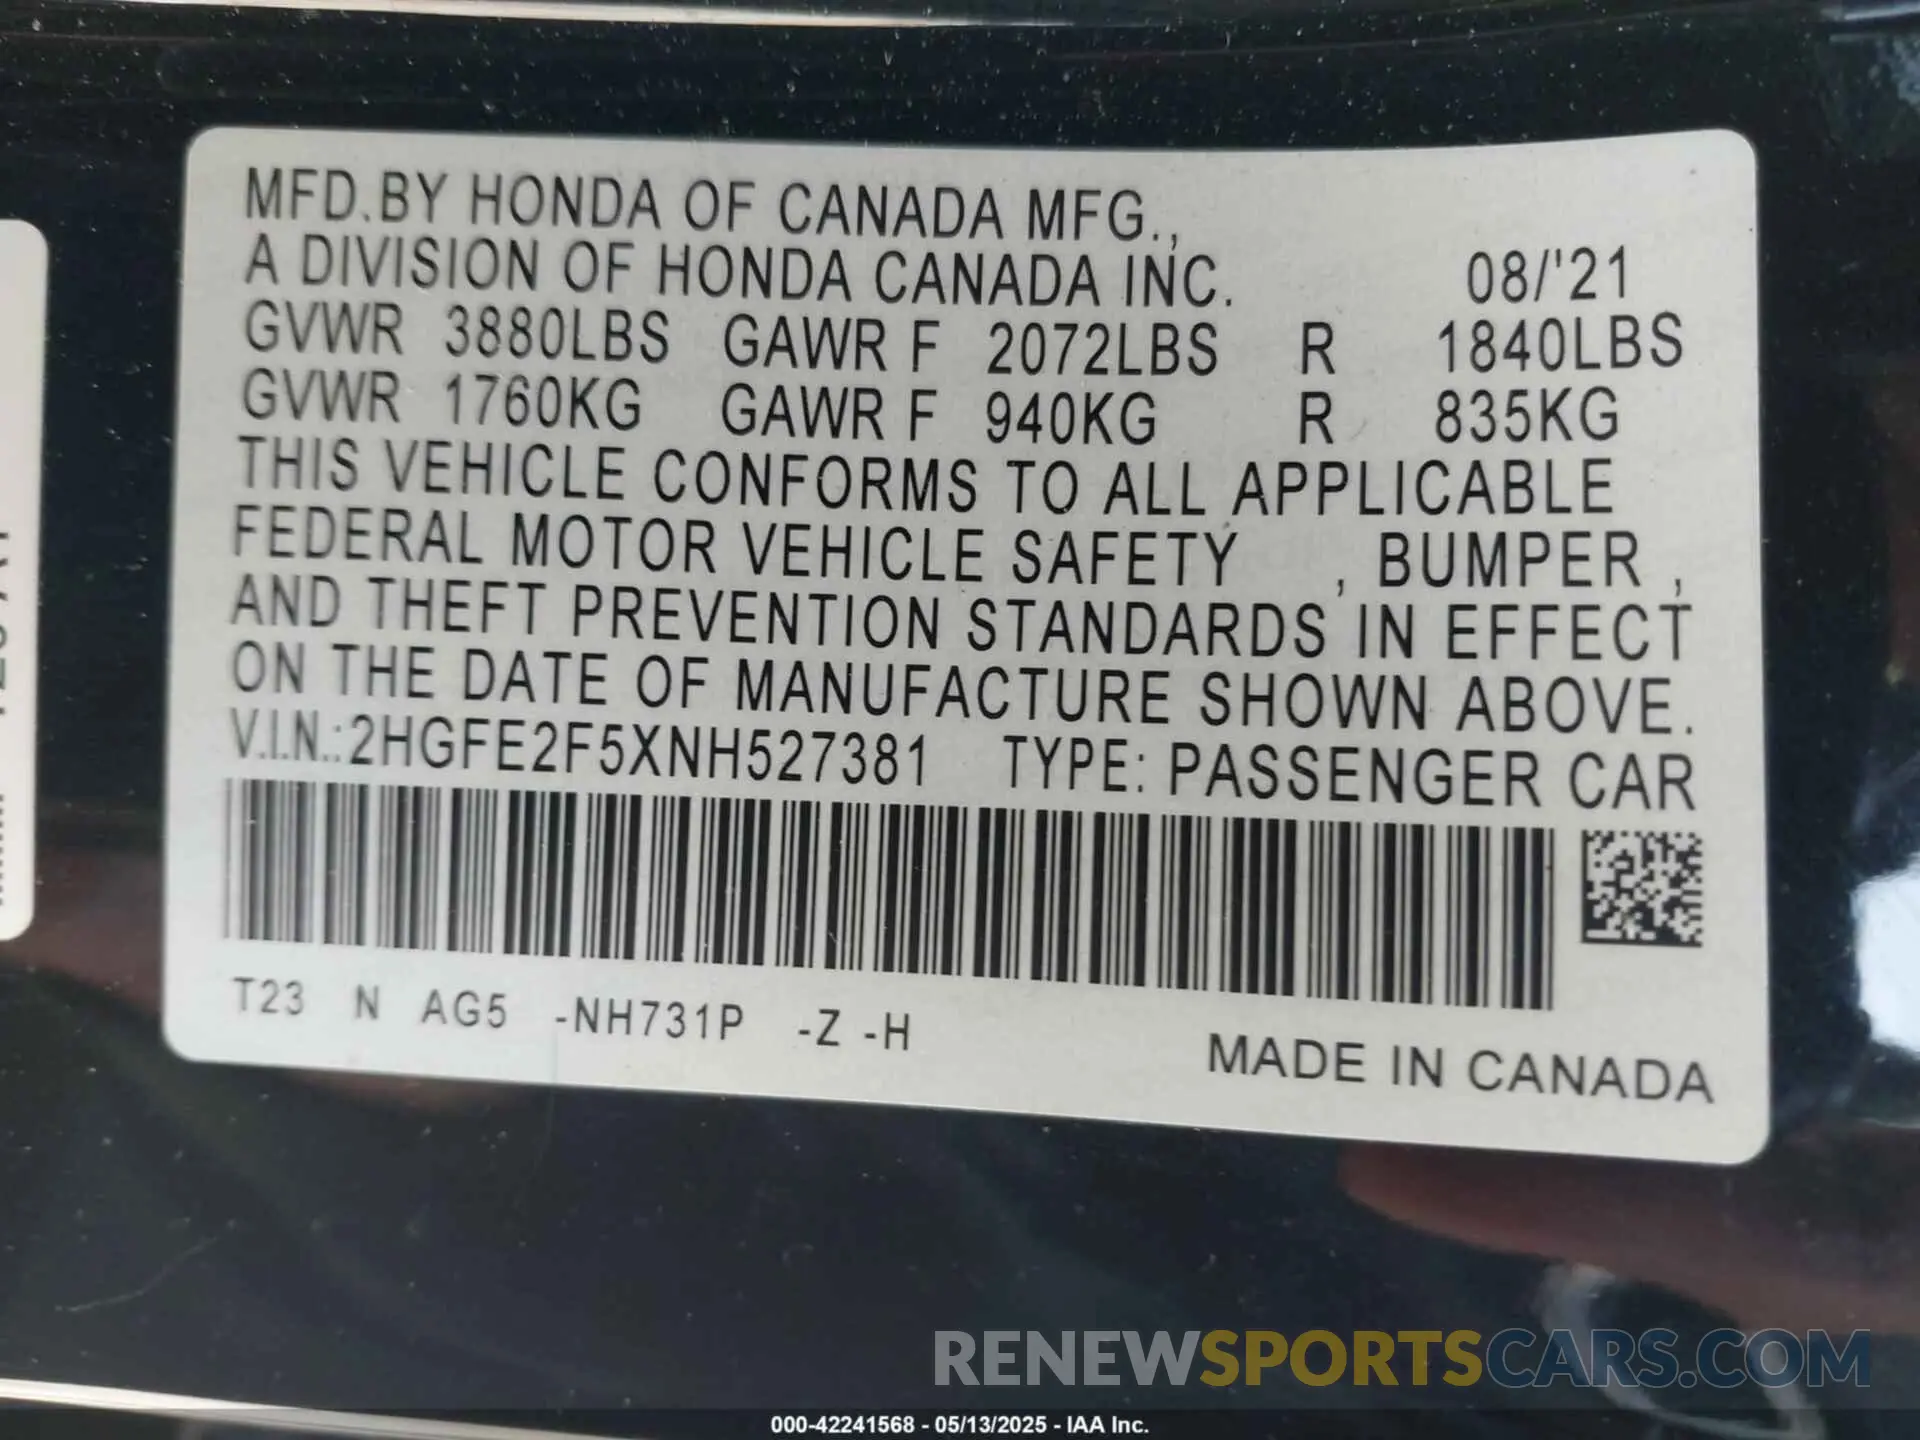 MFD.BY HONDA OF CANADA MFG.,
A DIVISION OF HONDA CANADA INC. 08/'21
GVWR 3880LBS GAWR F 2072LBS R 1840LBS
GVWR 1760KG GAWR F 940KG R 835KG
THIS VEHICLE CONFORMS TO ALL APPLICABLE
FEDERAL MOTOR VEHICLE SAFETY , BUMPER ,
AND THEFT PREVENTION STANDARDS IN EFFECT
ON THE DATE OF MANUFACTURE SHOWN ABOVE.
V.I.N.:2HGFE2F5XNH527381 TYPE: PASSENGER CAR
T23 N AG5 -NH731P -Z -H
MADE IN CANADA
RENEWSPORTSCARS.COM
000-42241568 - 05/13/2025 - IAA Inc.